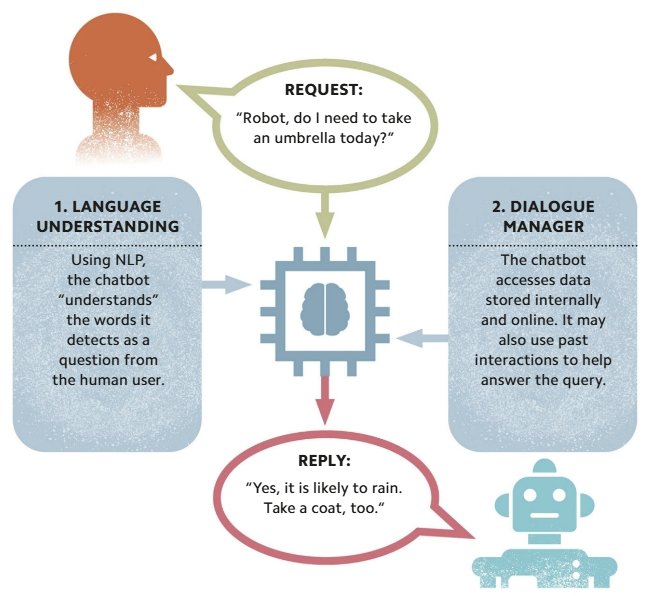 REQUEST:
“Robot, do I need to take
an umbrella today?”
1. LANGUAGE
UNDERSTANDING
Using NLP,
the chatbot
“understands”
the words it
detects as a
question from
the human user.
2. DIALOGUE
MANAGER
The chatbot
accesses data
stored internally
and online. It may
also use past
interactions to help
answer the query.
REPLY:
“Yes, it is likely to rain.
Take a coat, too.”